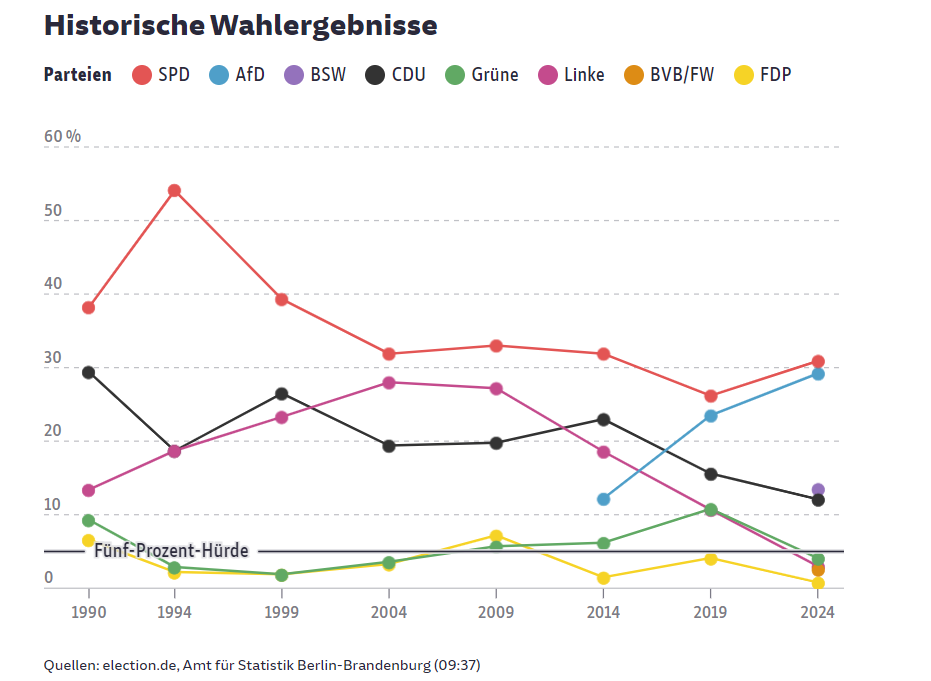 Historische Wahlergebnisse
Parteien SPD AfD BSW CDU Grüne Linke BVB/FW FDP
60 %
50
40
30
20
10
Fünf-Prozent-Hürde
0
1990 1994 1999 2004 2009 2014 2019 2024
Quellen: election.de, Amt für Statistik Berlin-Brandenburg (09:37)